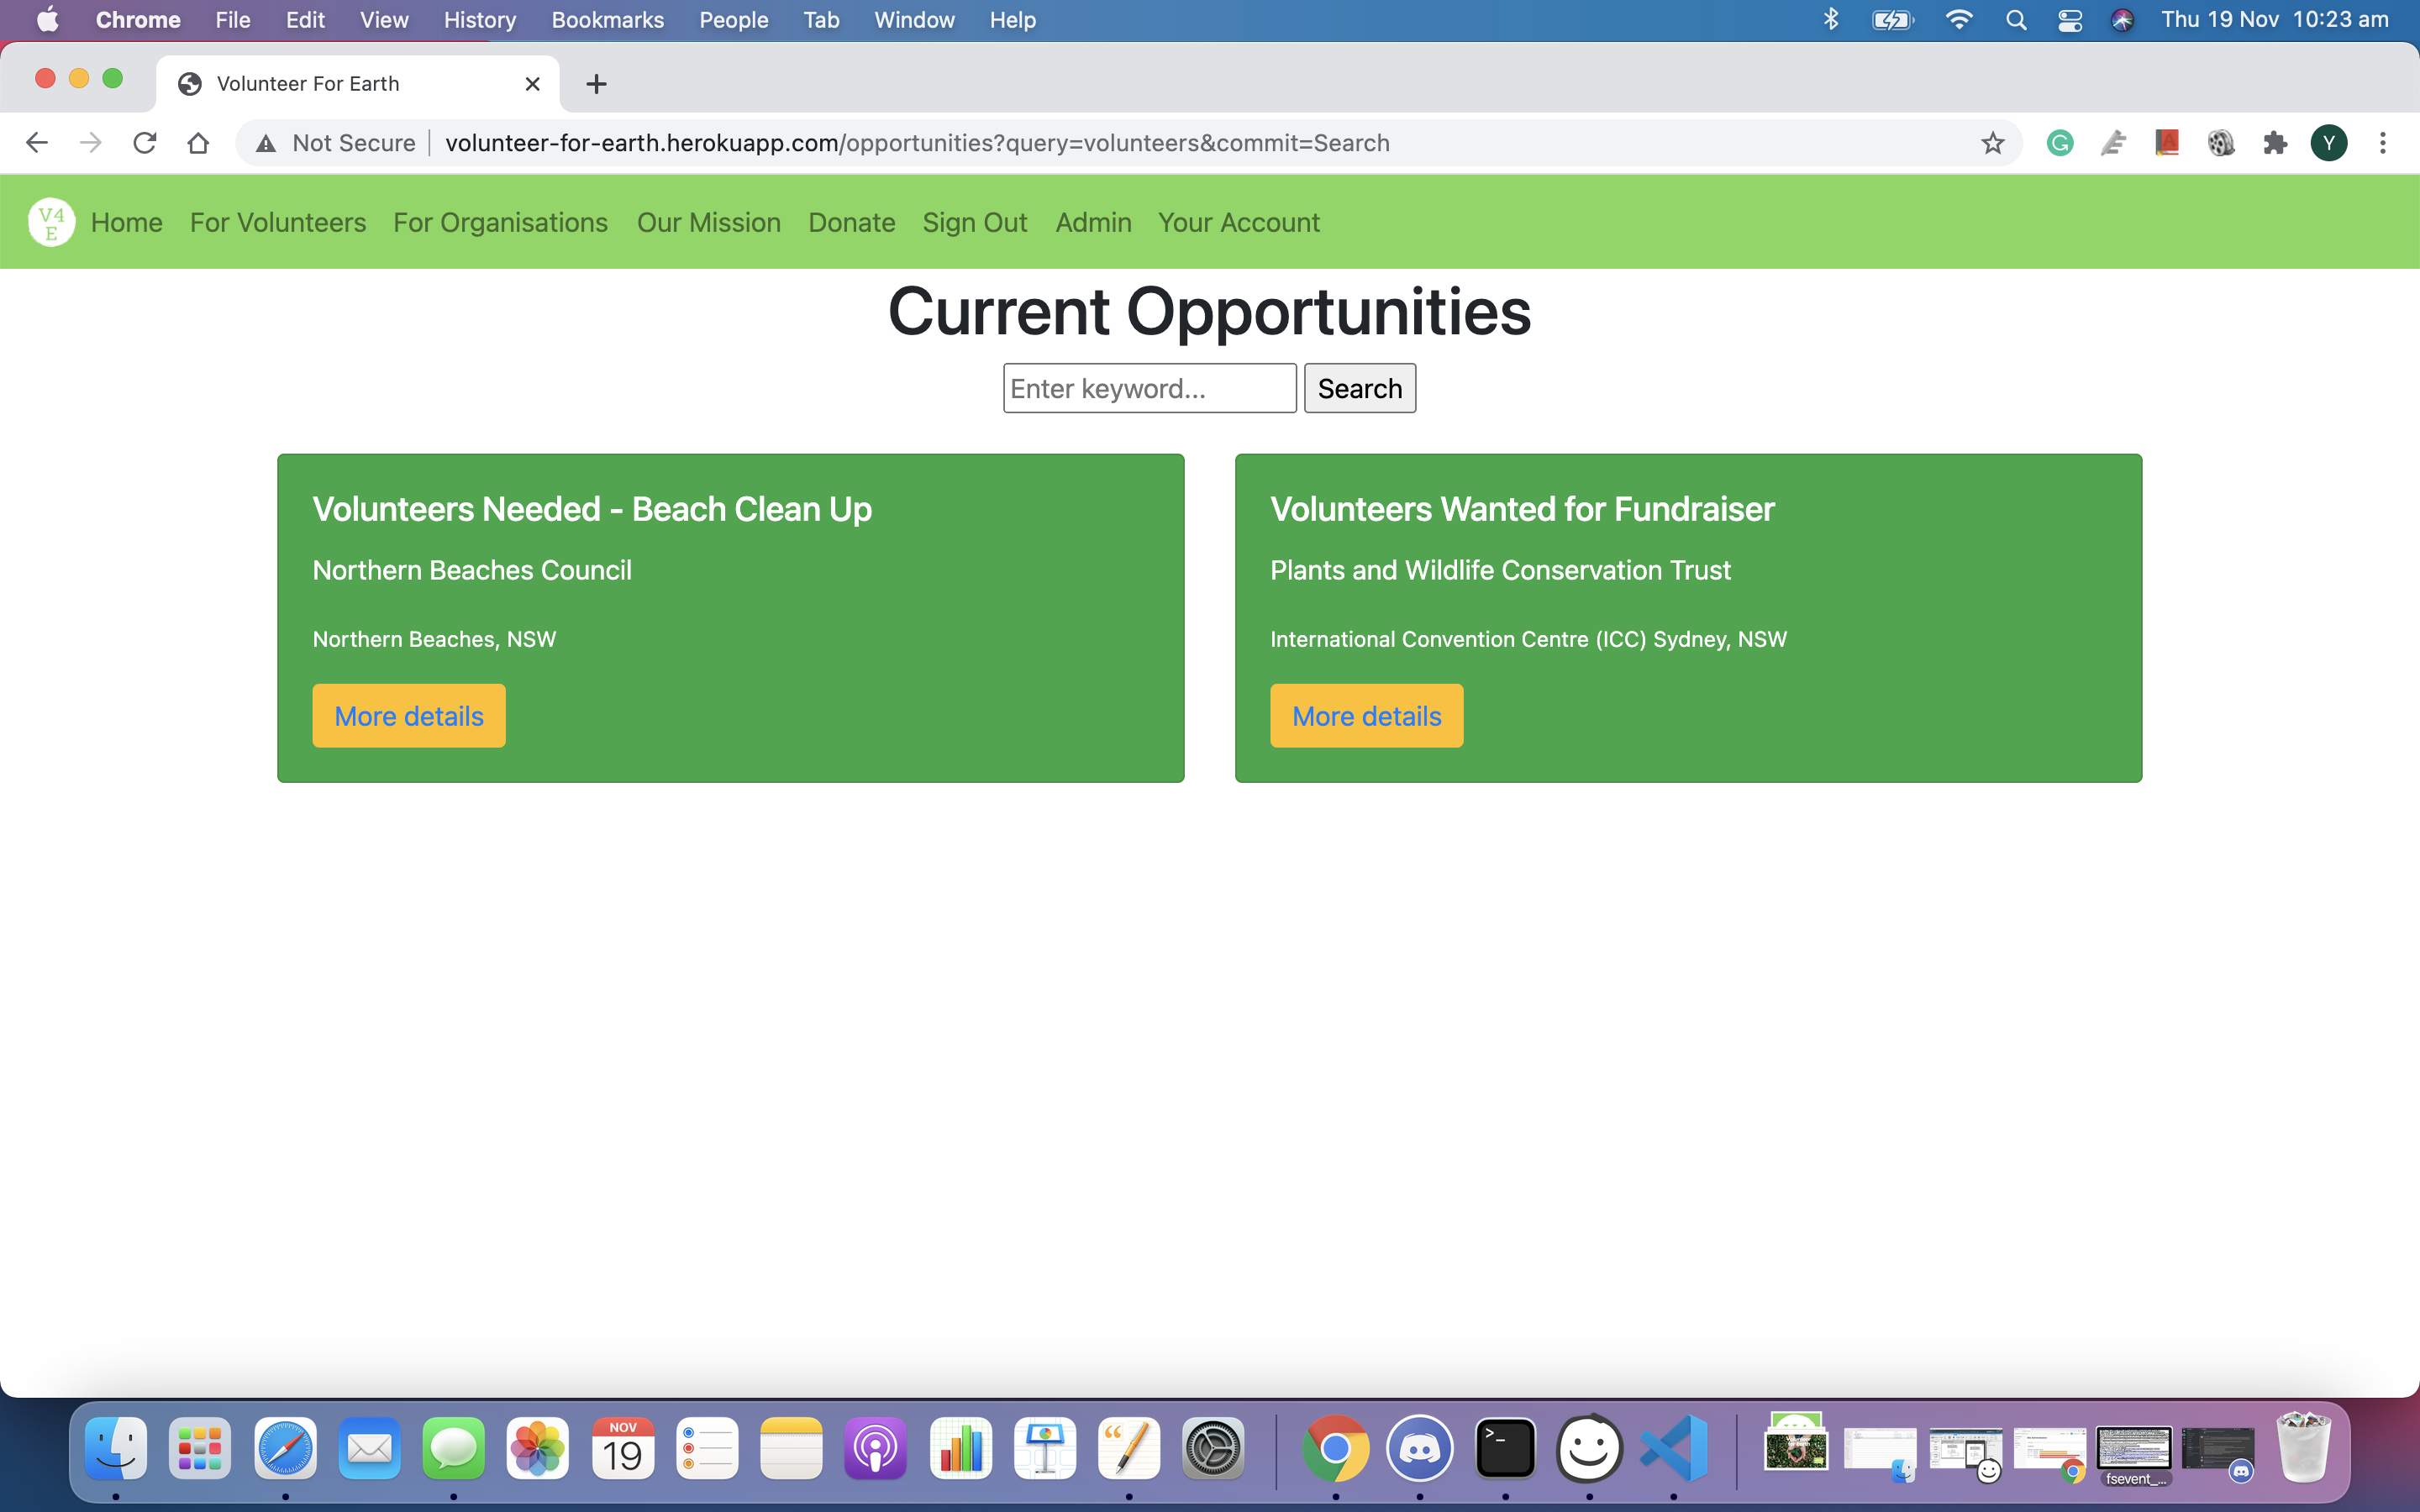 Chrome File Edit View History Bookmarks People Tab Window Help Thu 19 Nov 10:23 am
Volunteer For Earth
Not Secure volunteer-for-earth.herokuapp.com/opportunities?query=volunteers&commit=Search Y
V4
E
Home For Volunteers For Organisations Our Mission Donate Sign Out Admin Your Account
Current Opportunities
Enter keyword... Search
Volunteers Needed - Beach Clean Up
Northern Beaches Council
Northern Beaches, NSW
More details
Volunteers Wanted for Fundraiser
Plants and Wildlife Conservation Trust
International Convention Centre (ICC) Sydney, NSW
More details
NOV
19
fsevent_...